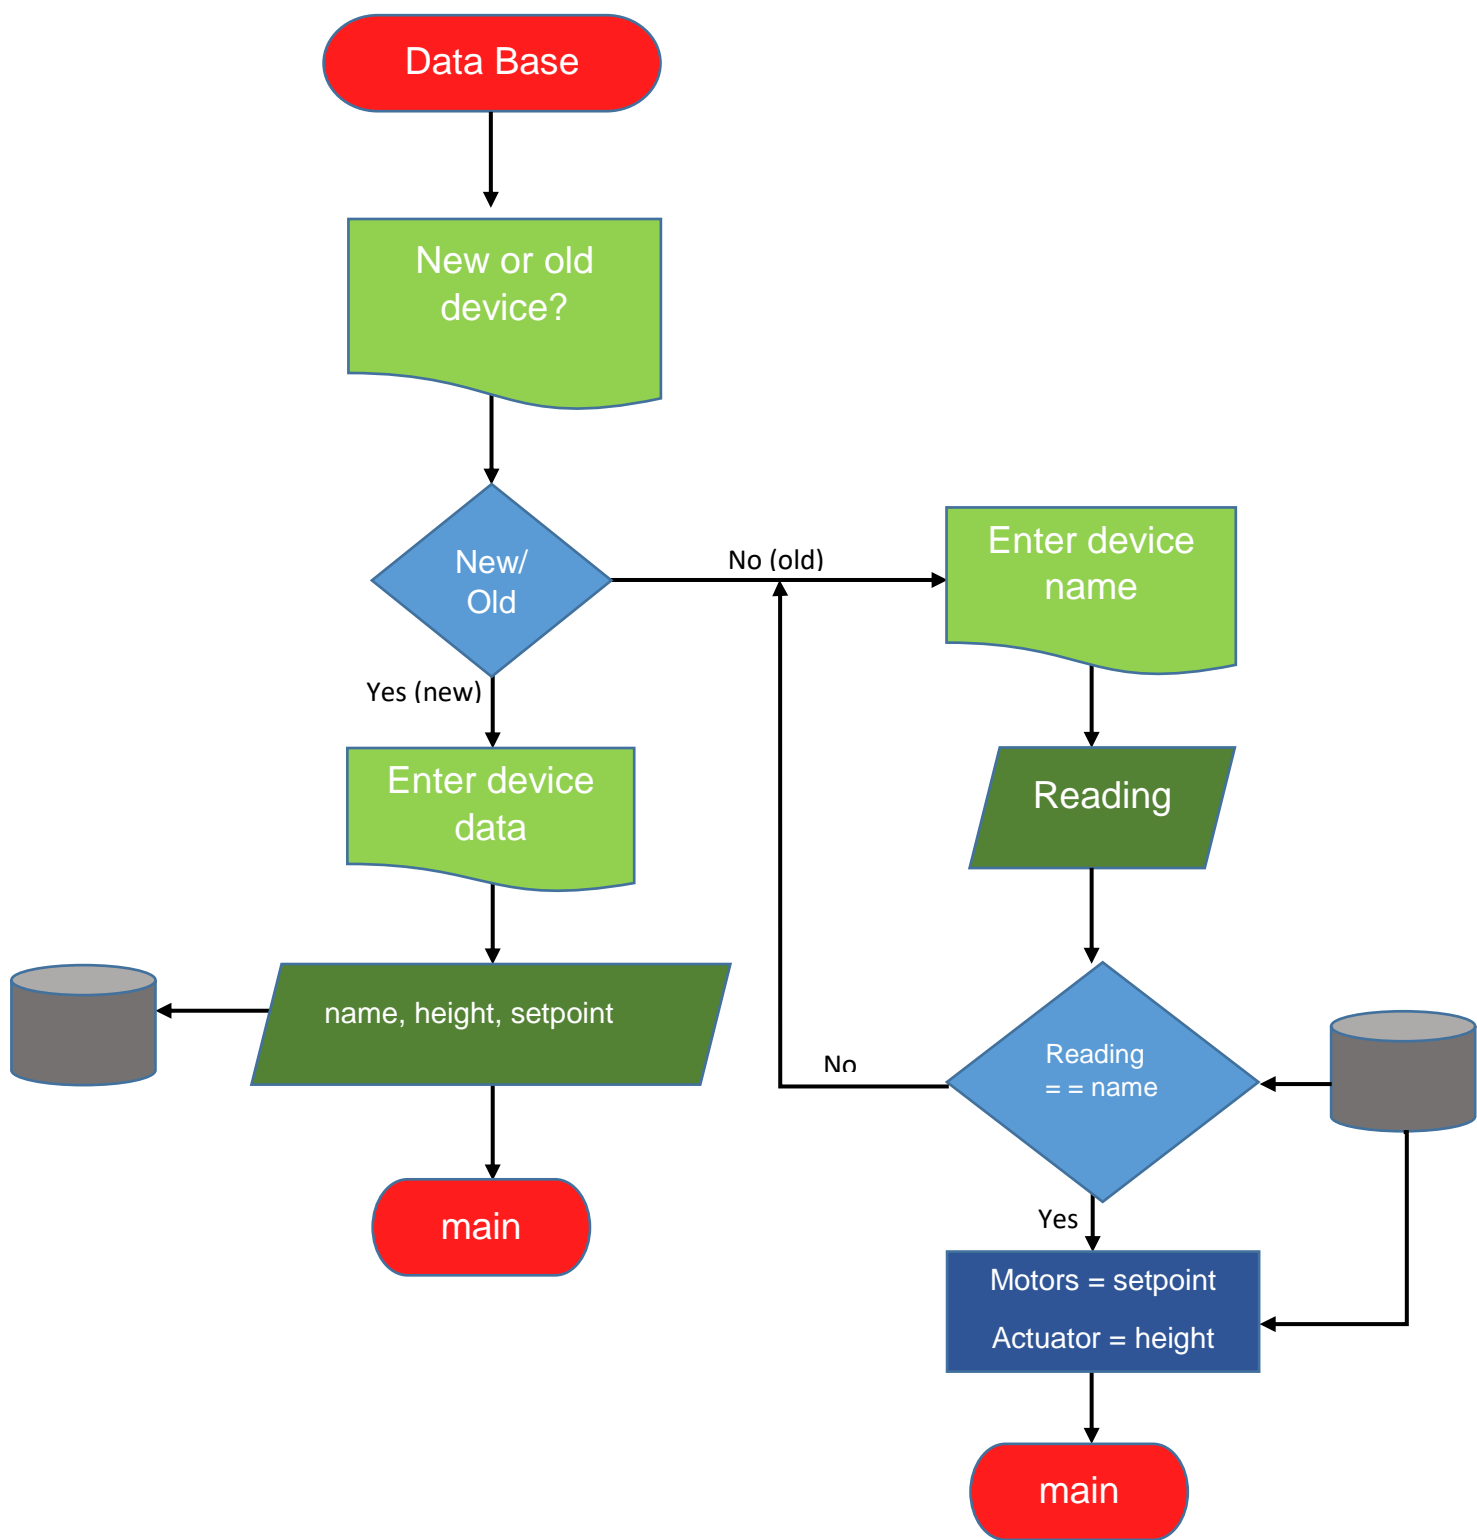 Data Base
New or old
device?
New/
Old
No (old)
Enter device
name
Yes (new)
Enter device
data
Reading
name, height, setpoint
No
Reading
= = name
Yes
main
Motors = setpoint
Actuator = height
main